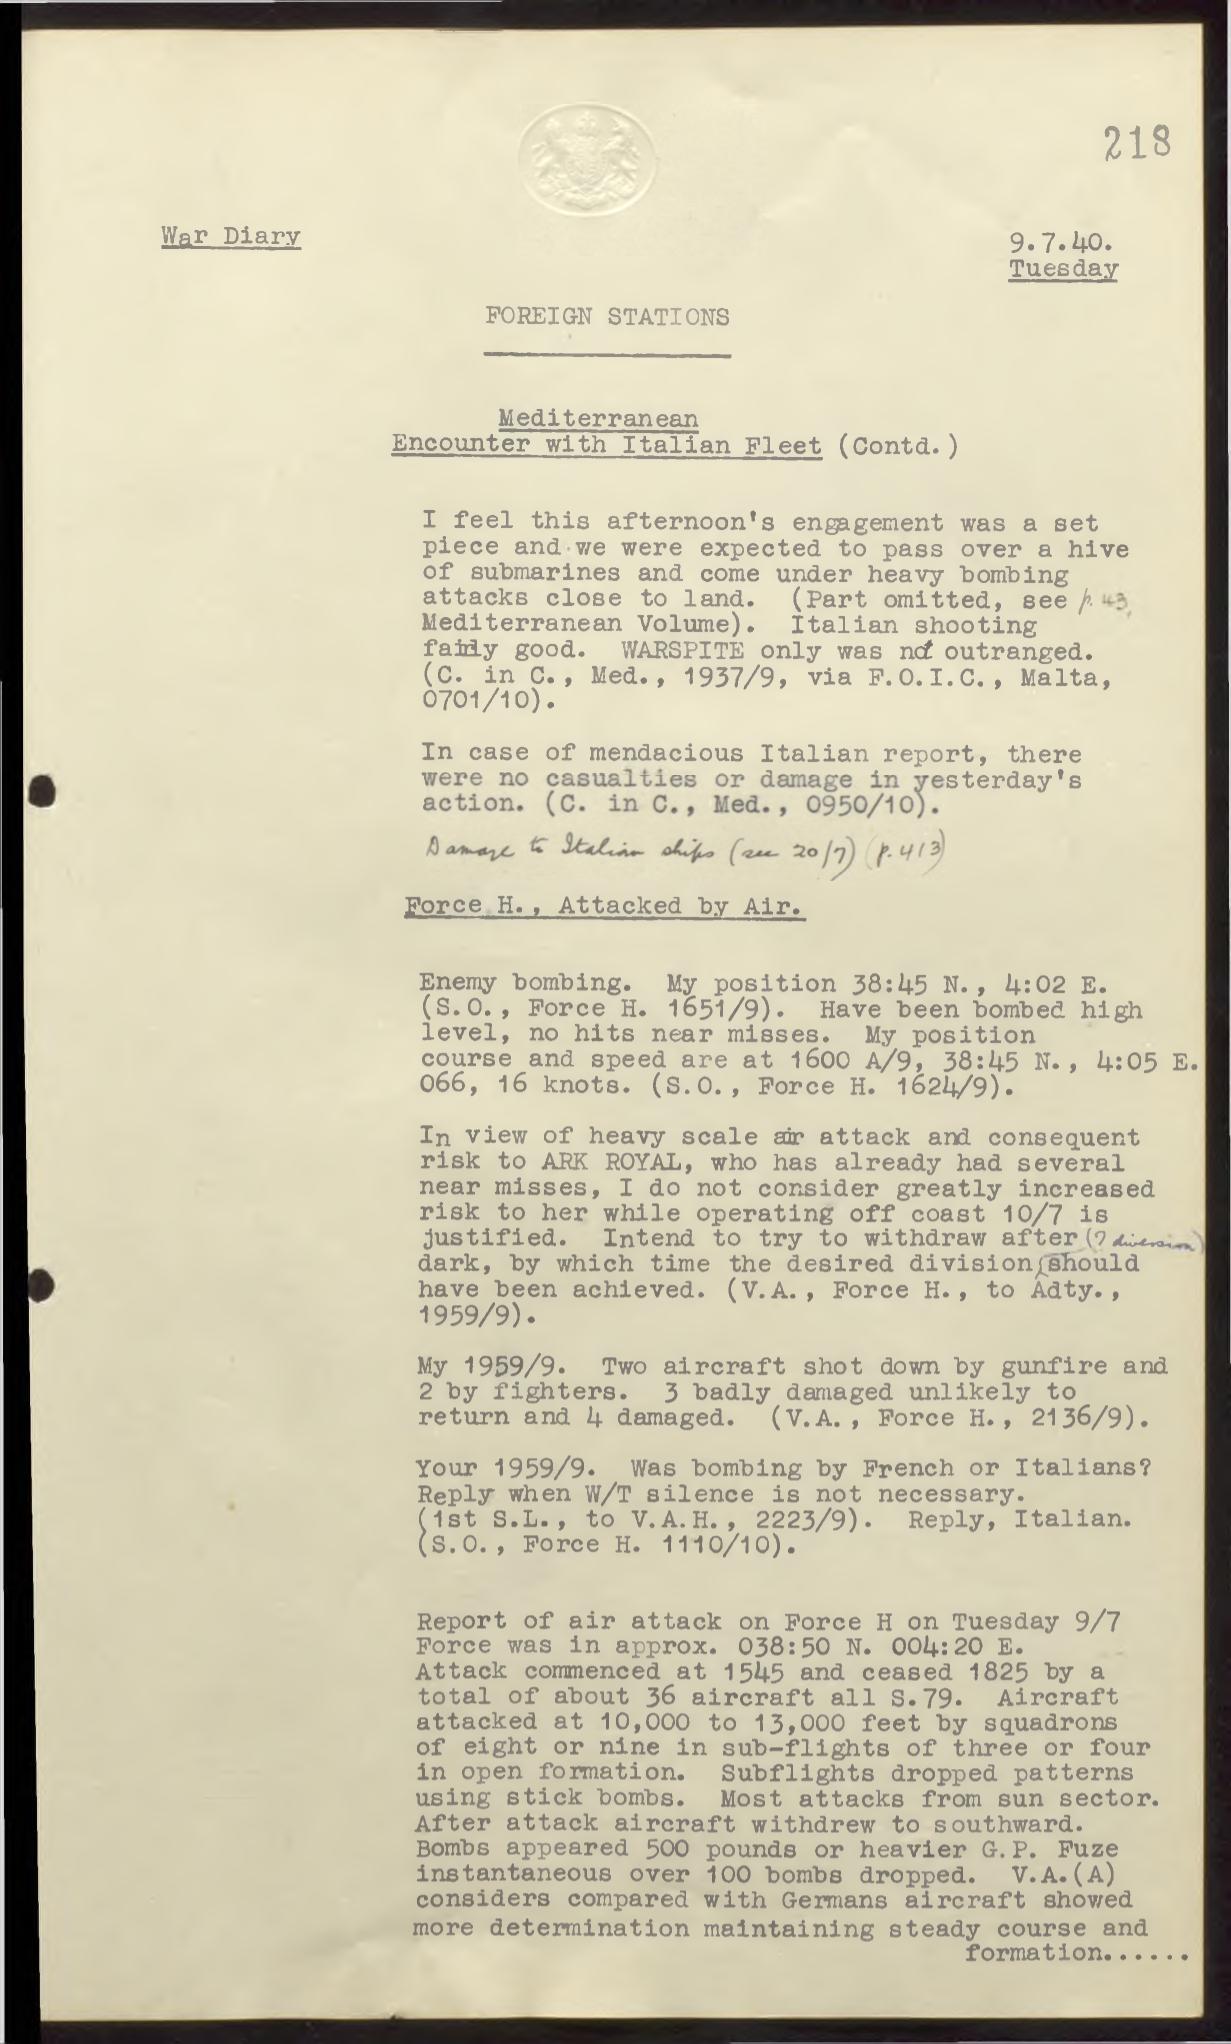 218
War Diary
9.7.40.
Tuesday
FOREIGN STATIONS
Mediterranean
Encounter with Italian Fleet (Contd.)
I feel this afternoon's engagement was a set
piece and we were expected to pass over a hive
of submarines and come under heavy bombing
attacks close to land. (Part omitted, see p. 43,
Mediterranean Volume). Italian shooting
fairly good. WARSPITE only was not outranged.
(C. in C., Med., 1937/9, via F.O.I.C., Malta,
0701/10).
In case of mendacious Italian report, there
were no casualties or damage in yesterday's
action. (C. in C., Med., 0950/10).
Damage to Italian ships (see 20/7) (p.413)
Force H., Attacked by Air.
Enemy bombing. My position 38:45 N., 4:02 E.
(S.O., Force H. 1651/9). Have been bombed high
level, no hits near misses. My position
course and speed are at 1600 A/9, 38:45 N., 4:05 E.
066, 16 knots. (S.O., Force H. 1624/9).
In view of heavy scale air attack and consequent
risk to ARK ROYAL, who has already had several
near misses, I do not consider greatly increased
risk to her while operating off coast 10/7 is
justified. Intend to try to withdraw after (? diversion)
dark, by which time the desired division should
have been achieved. (V.A., Force H., to Adty.,
1959/9).
My 1959/9. Two aircraft shot down by gunfire and
2 by fighters. 3 badly damaged unlikely to
return and 4 damaged. (V.A., Force H., 2136/9).
Your 1959/9. Was bombing by French or Italians?
Reply when W/T silence is not necessary.
(1st S.L., to V.A.H., 2223/9). Reply, Italian.
(S.O., Force H. 1110/10).
Report of air attack on Force H on Tuesday 9/7
Force was in approx. 038:50 N. 004:20 E.
Attack commenced at 1545 and ceased 1825 by a
total of about 36 aircraft all S.79. Aircraft
attacked at 10,000 to 13,000 feet by squadrons
of eight or nine in sub-flights of three or four
in open formation. Subflights dropped patterns
using stick bombs. Most attacks from sun sector.
After attack aircraft withdrew to southward.
Bombs appeared 500 pounds or heavier G.P. Fuze
instantaneous over 100 bombs dropped. V.A.(A)
considers compared with Germans aircraft showed
more determination maintaining steady course and
formation......